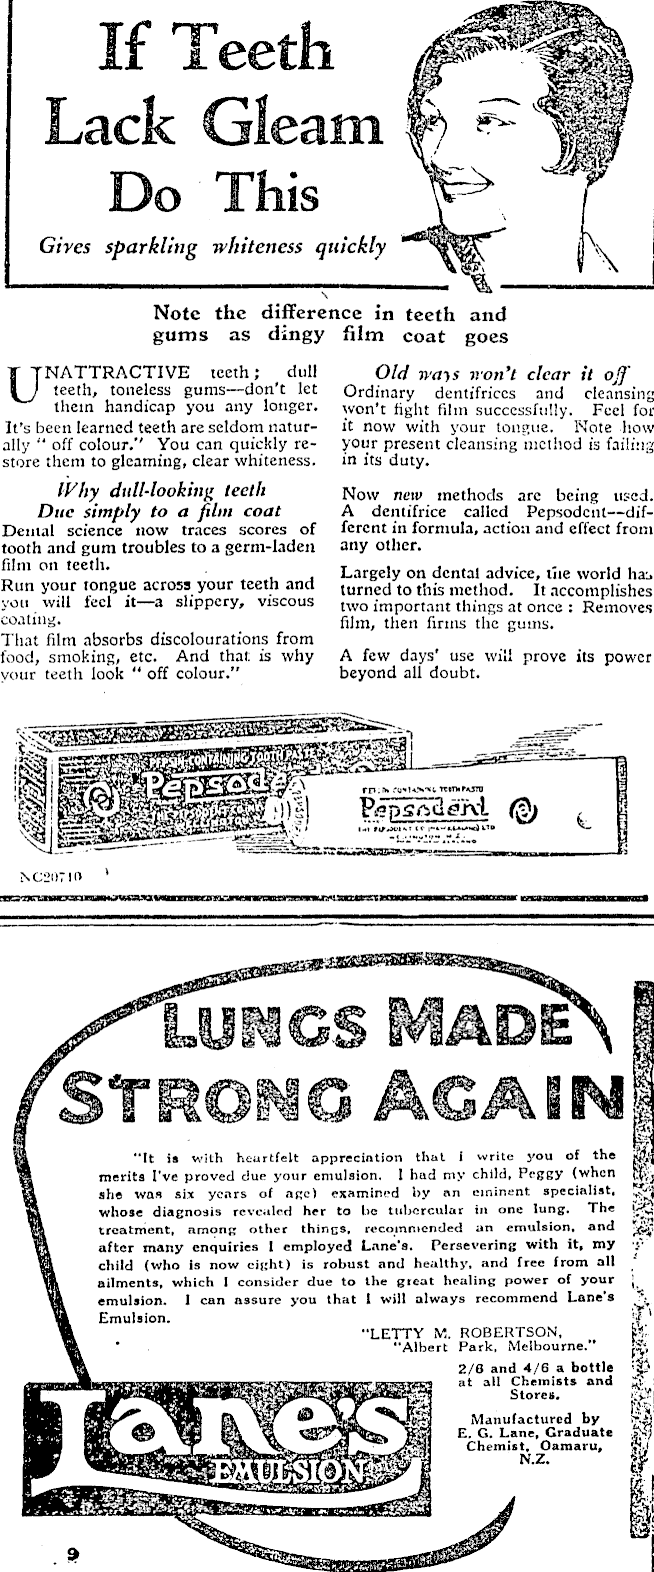 If Teeth
Lack Gleam
Do This
Gives sparkling whiteness quickly
Note the difference in teeth and
gums as dingy film coat goes
UNATTRACTIVE teeth; dull
teeth, toneless gums—don't let
them handicap you any longer.
It's been learned teeth are seldom natur-
ally "off colour." You can quickly re-
store them to gleaming, clear whiteness.
Why dull-looking teeth
Due simply to a film coat
Dental science now traces scores of
tooth and gum troubles to a germ-laden
film on teeth.
Run your tongue across your teeth and
you will feel it—a slippery, viscous
coating.
That film absorbs discolourations from
food, smoking, etc. And that is why
your teeth look "off colour."
Old ways won't clear it off
Ordinary dentifrices and cleansing
won't fight film successfully. Feel for
it now with your tongue. Note how
your present cleansing method is failing
in its duty.
Now new methods are being used.
A dentifrice called Pepsodent--dif-
ferent in formula, action and effect from
any other.
Largely on dental advice, the world has
turned to this method. It accomplishes
two important things at once: Removes
film, then firms the gums.
A few days' use will prove its power
beyond all doubt.
PEPSIN CONTAINING TOOTH PASTE
Pepsodent
PEPSIN CONTAINING TOOTH PASTE
Pepsodent
THE PEPSODENT CO (NEW ZEALAND) LTD
WELLINGTON N.Z.
NC20710
LUNGS MADE
STRONG AGAIN
"It is with heartfelt appreciation that I write you of the
merits I've proved due your emulsion. I had my child, Peggy (when
she was six years of age) examined by an eminent specialist,
whose diagnosis revealed her to be tubercular in one lung. The
treatment, among other things, recommended an emulsion, and
after many enquiries I employed Lane's. Persevering with it, my
child (who is now eight) is robust and healthy, and free from all
ailments, which I consider due to the great healing power of your
emulsion. I can assure you that I will always recommend Lane's
Emulsion.
"LETTY M. ROBERTSON,
"Albert Park, Melbourne."
2/6 and 4/6 a bottle
at all Chemists and
Stores.
Manufactured by
E. G. Lane, Graduate
Chemist, Oamaru,
N.Z.
Lane's
EMULSION
9